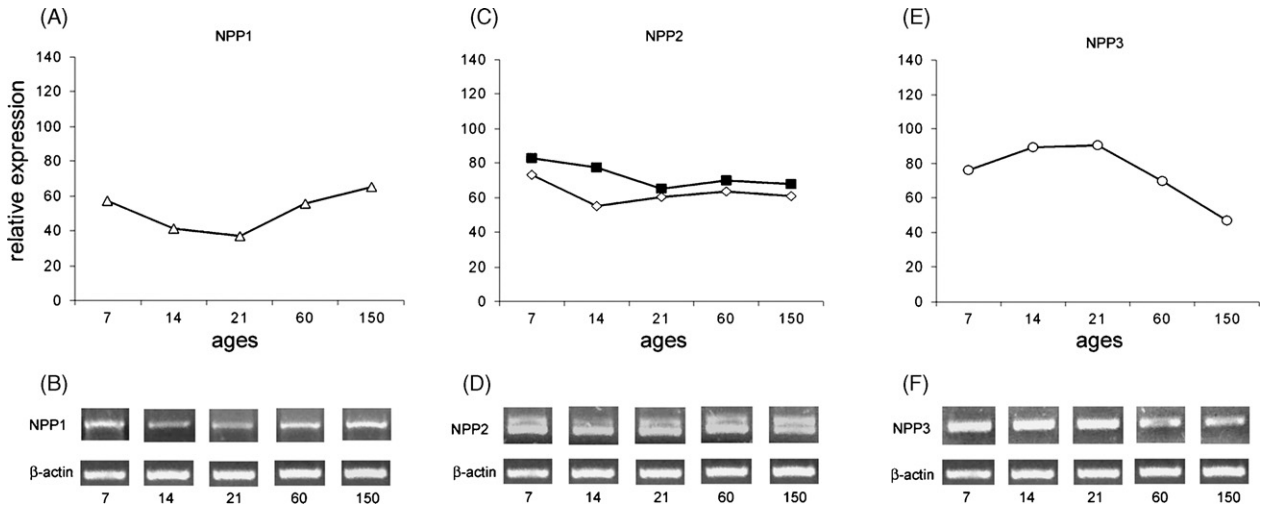 (A)
NPP1
relative expression
140
120
100
80
60
40
20
0
7 14 21 60 150
ages
(B)
NPP1
β-actin
7 14 21 60 150
(C)
NPP2
140
120
100
80
60
40
20
0
7 14 21 60 150
ages
(D)
NPP2
β-actin
7 14 21 60 150
(E)
NPP3
140
120
100
80
60
40
20
0
7 14 21 60 150
ages
(F)
NPP3
β-actin
7 14 21 60 150